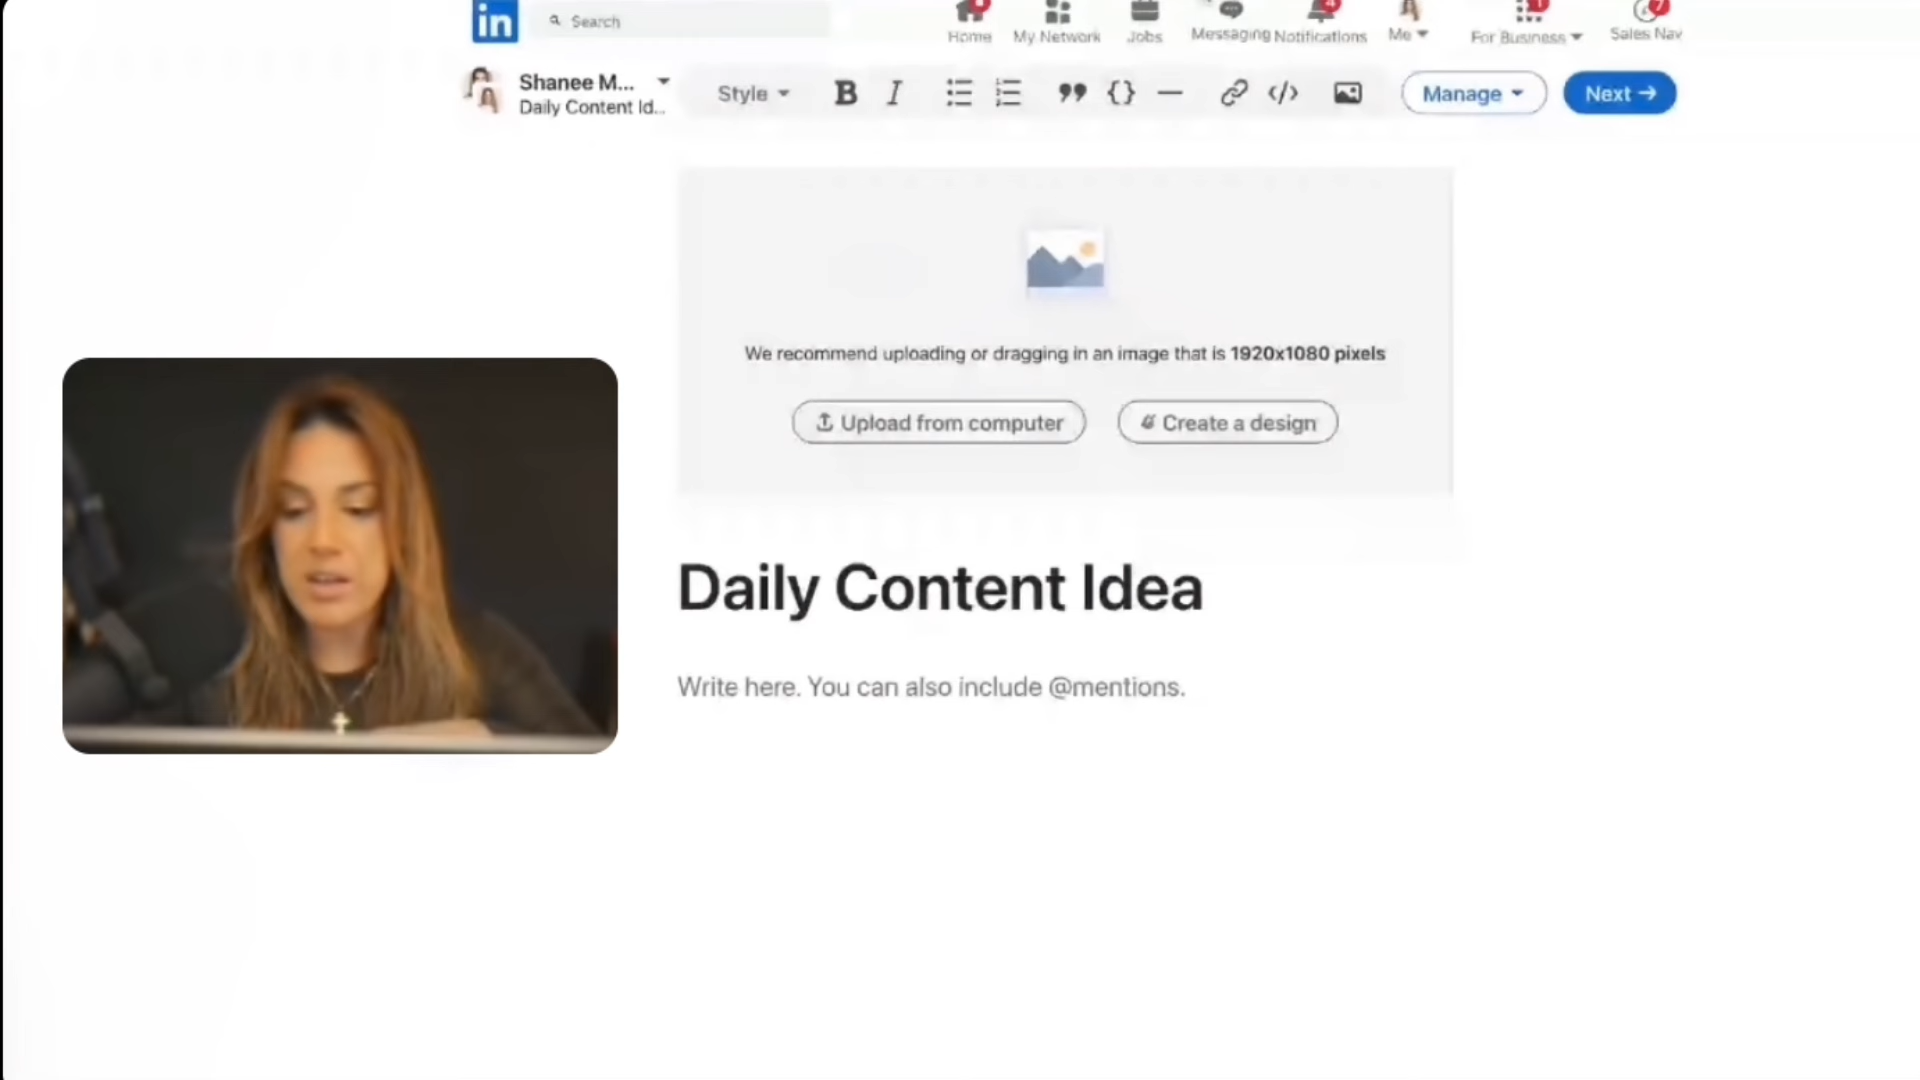 in
Search
Home
My Network
Jobs
Messaging
Notifications
Me
For Business
Sales Nav
Shanee M...
Daily Content Id...
Style
B
I
Manage
Next →
We recommend uploading or dragging in an image that is 1920x1080 pixels
Upload from computer
Create a design
Daily Content Idea
Write here. You can also include @mentions.